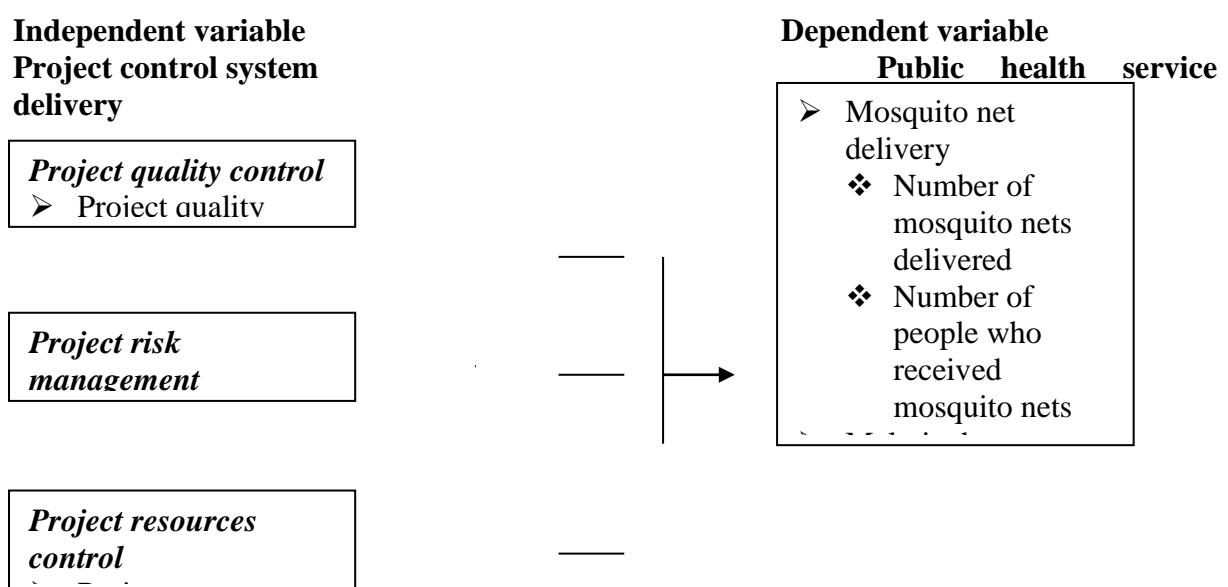 Independent variable
Project control system
delivery
Project quality control
➢ Project quality
Project risk
management
Project resources
control
Dependent variable
Public health service
➢ Mosquito net
delivery
❖ Number of
mosquito nets
delivered
❖ Number of
people who
received
mosquito nets